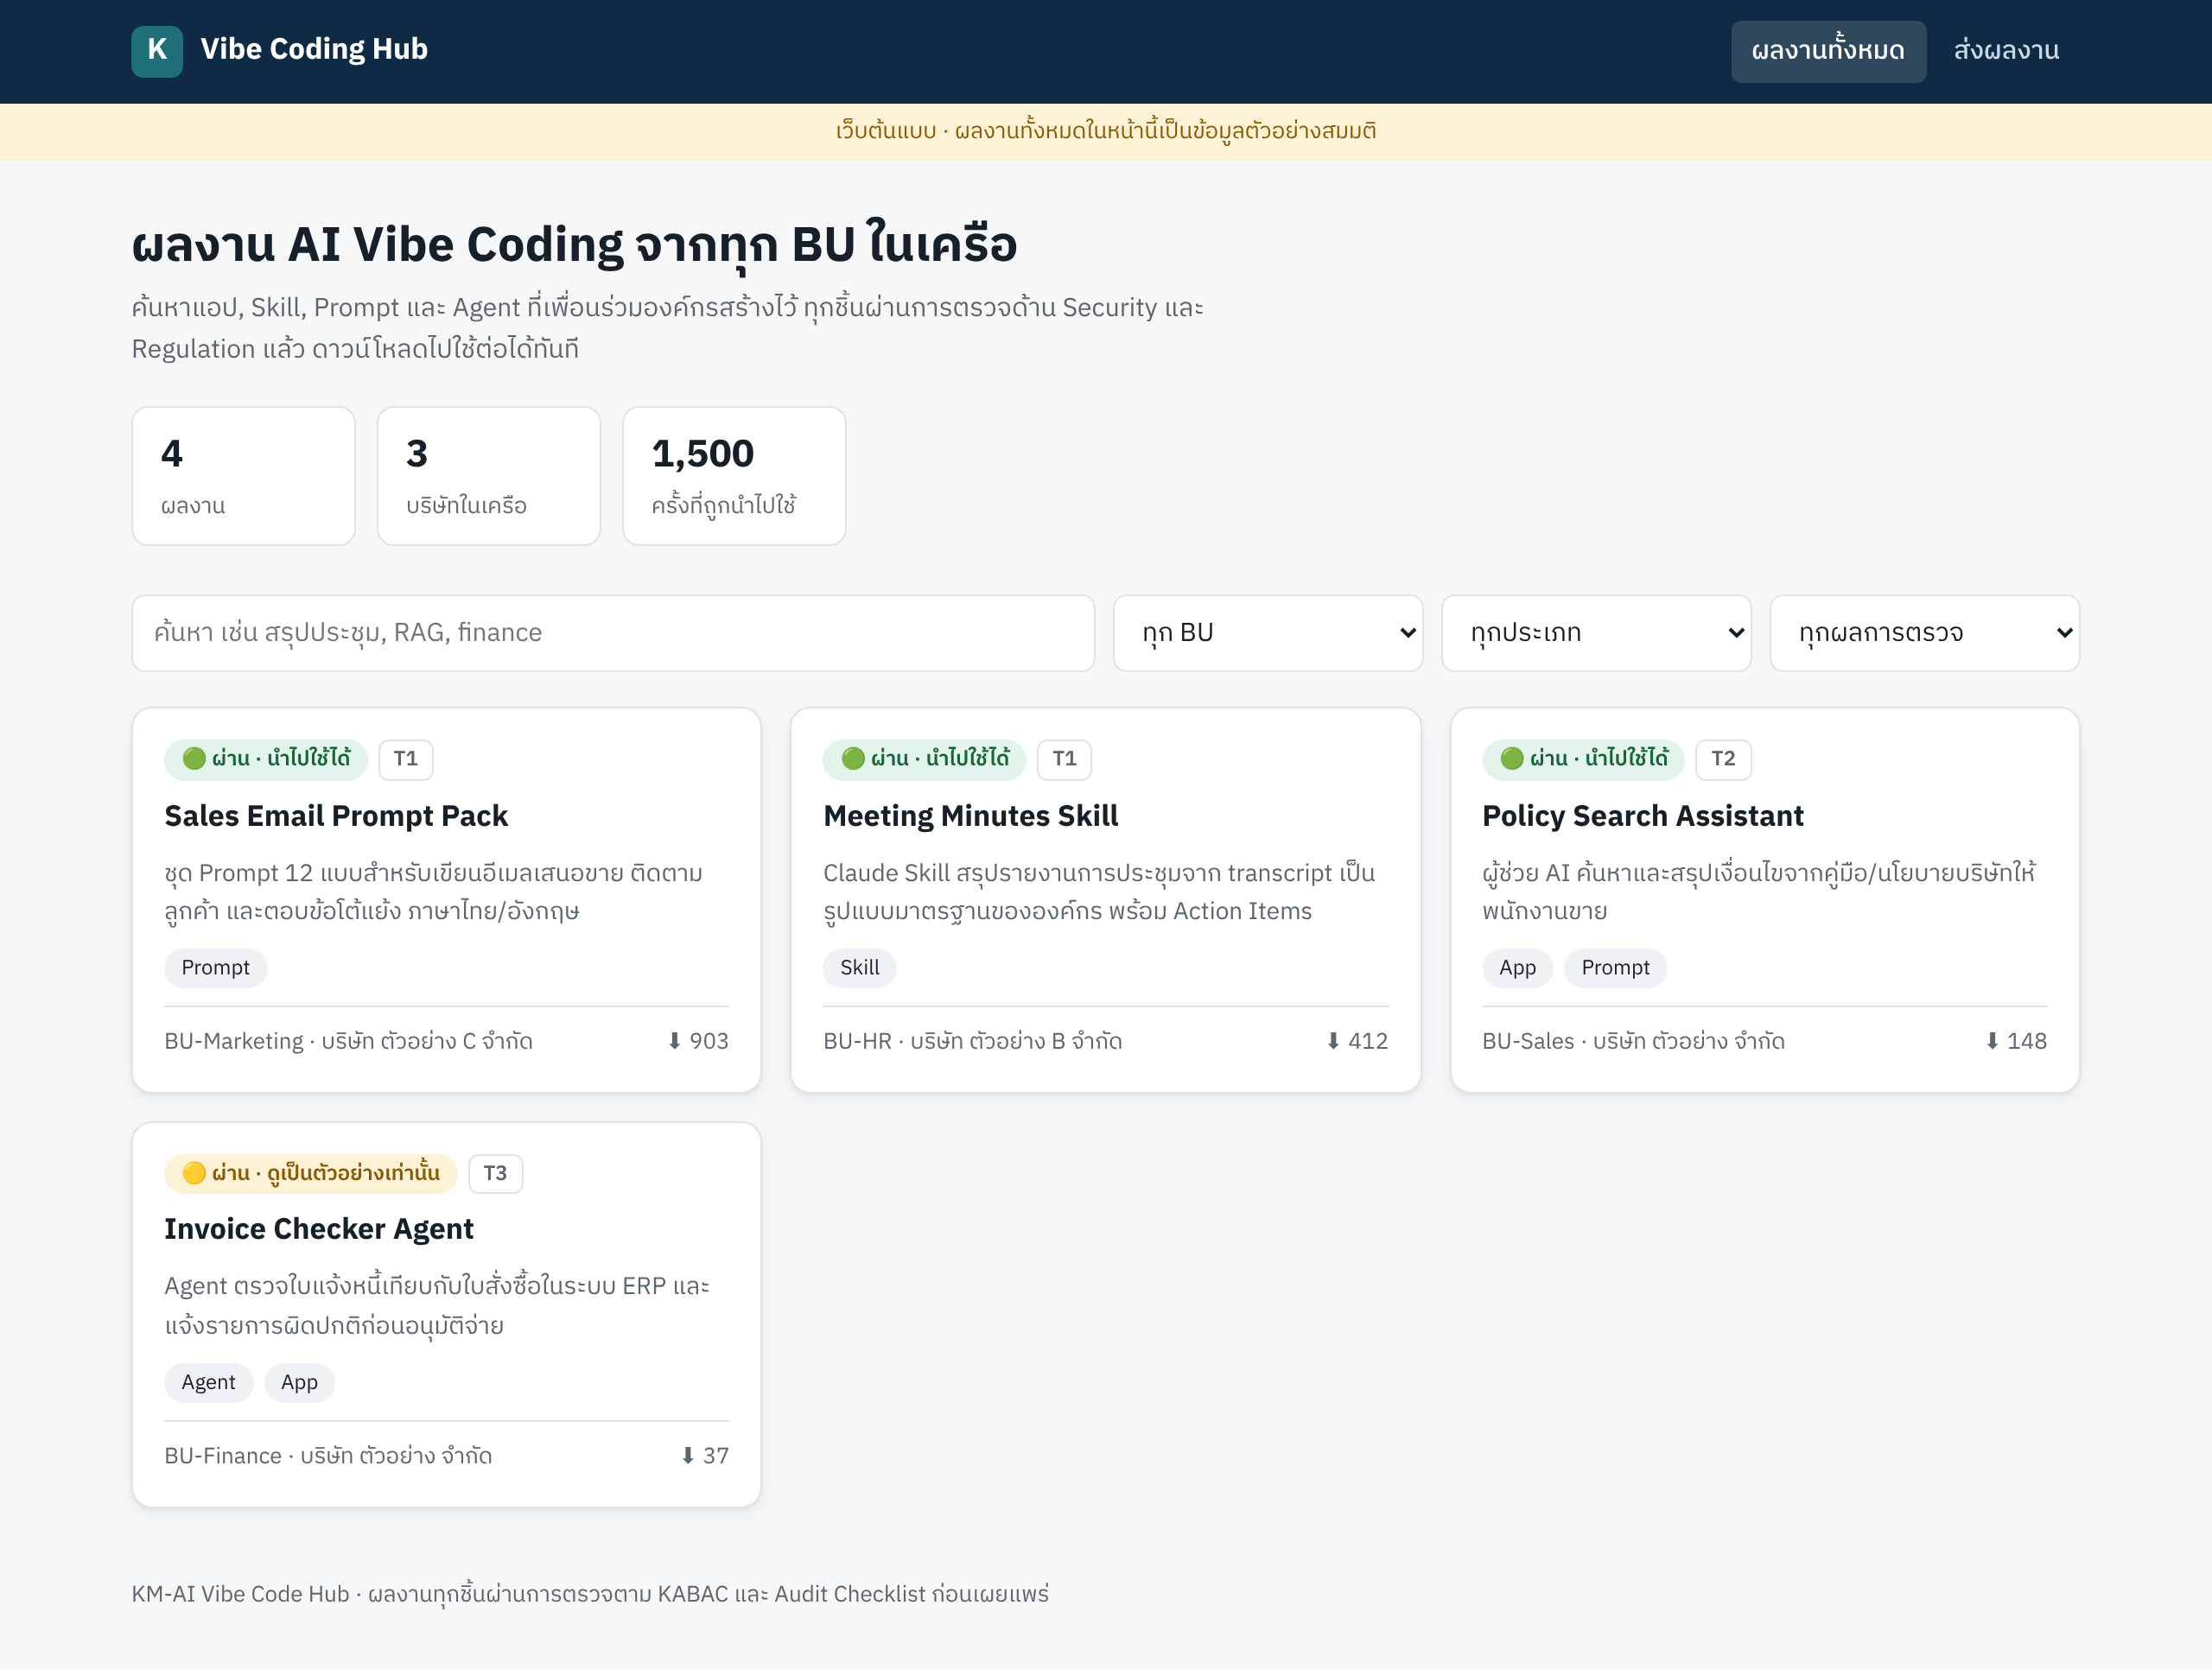 K Vibe Coding Hub
ผลงานทั้งหมด
ส่งผลงาน
เว็บต้นแบบ · ผลงานทั้งหมดในหน้านี้เป็นข้อมูลตัวอย่างสมมติ
ผลงาน AI Vibe Coding จากทุก BU ในเครือ
ค้นหาแอป, Skill, Prompt และ Agent ที่เพื่อนร่วมองค์กรสร้างไว้ ทุกชิ้นผ่านการตรวจด้าน Security และ
Regulation แล้ว ดาวน์โหลดไปใช้ต่อได้ทันที
4
ผลงาน
3
บริษัทในเครือ
1,500
ครั้งที่ถูกนำไปใช้
ค้นหา เช่น สรุปประชุม, RAG, finance
ทุก BU
ทุกประเภท
ทุกผลการตรวจ
🟢 ผ่าน · นำไปใช้ได้ T1
Sales Email Prompt Pack
ชุด Prompt 12 แบบสำหรับเขียนอีเมลเสนอขาย ติดตาม
ลูกค้า และตอบข้อโต้แย้ง ภาษาไทย/อังกฤษ
Prompt
BU-Marketing · บริษัท ตัวอย่าง C จำกัด ⬇ 903
🟢 ผ่าน · นำไปใช้ได้ T1
Meeting Minutes Skill
Claude Skill สรุปรายงานการประชุมจาก transcript เป็น
รูปแบบมาตรฐานขององค์กร พร้อม Action Items
Skill
BU-HR · บริษัท ตัวอย่าง B จำกัด ⬇ 412
🟢 ผ่าน · นำไปใช้ได้ T2
Policy Search Assistant
ผู้ช่วย AI ค้นหาและสรุปเงื่อนไขจากคู่มือ/นโยบายบริษัทให้
พนักงานขาย
App Prompt
BU-Sales · บริษัท ตัวอย่าง จำกัด ⬇ 148
🟡 ผ่าน · ดูเป็นตัวอย่างเท่านั้น T3
Invoice Checker Agent
Agent ตรวจใบแจ้งหนี้เทียบกับใบสั่งซื้อในระบบ ERP และ
แจ้งรายการผิดปกติก่อนอนุมัติจ่าย
Agent App
BU-Finance · บริษัท ตัวอย่าง จำกัด ⬇ 37
KM-AI Vibe Code Hub · ผลงานทุกชิ้นผ่านการตรวจตาม KABAC และ Audit Checklist ก่อนเผยแพร่